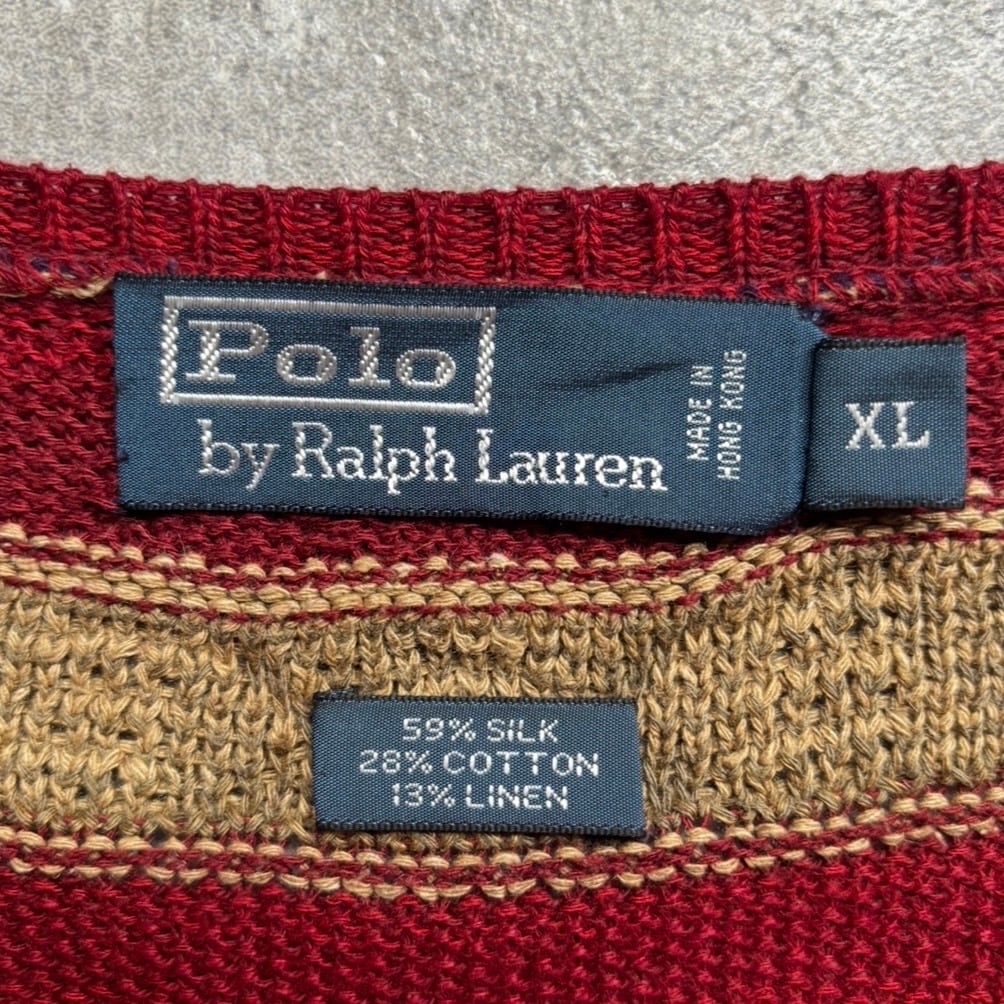 Polo
by Ralph Lauren
MADE IN
HONG KONG
XL
59% SILK
28% COTTON
13% LINEN